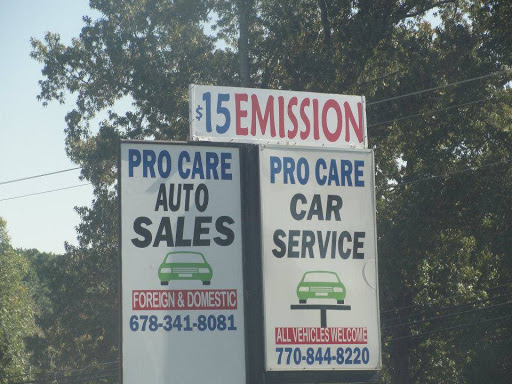 $15 EMISSION
PRO CARE
AUTO
SALES
FOREIGN & DOMESTIC
678-341-8081
PRO CARE
CAR
SERVICE
ALL VEHICLES WELCOME
770-844-8220